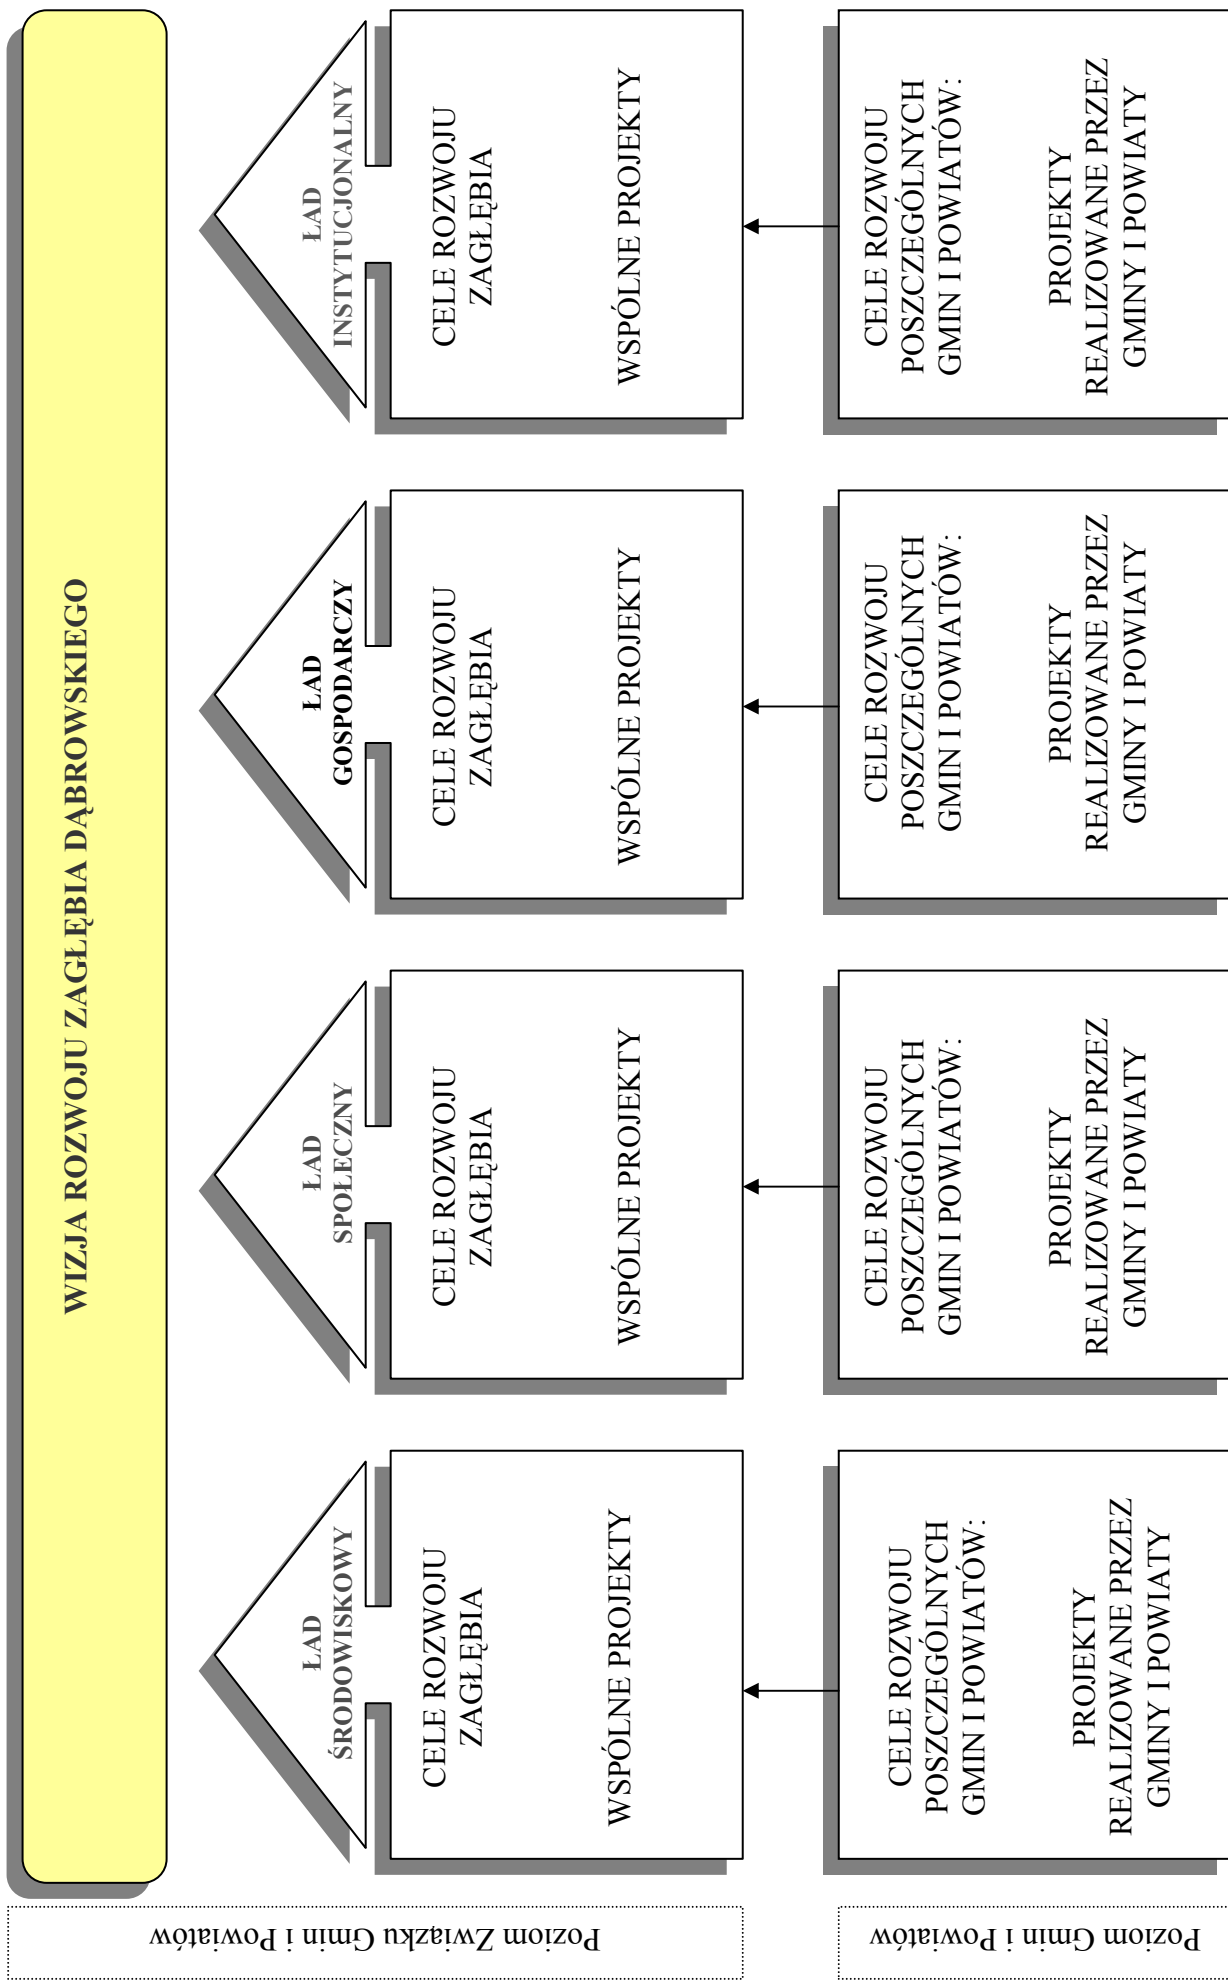 WIZJA ROZWOJU ZAGŁĘBIA DĄBROWSKIEGO
ŁAD
ŚRODOWISKOWY
CELE ROZWOJU
ZAGŁĘBIA
WSPÓLNE PROJEKTY
ŁAD
SPOŁECZNY
CELE ROZWOJU
ZAGŁĘBIA
WSPÓLNE PROJEKTY
ŁAD
GOSPODARCZY
CELE ROZWOJU
ZAGŁĘBIA
WSPÓLNE PROJEKTY
ŁAD
INSTYTUCJONALNY
CELE ROZWOJU
ZAGŁĘBIA
WSPÓLNE PROJEKTY
CELE ROZWOJU
POSZCZEGÓLNYCH
GMIN I POWIATÓW:
PROJEKTY
REALIZOWANE PRZEZ
GMINY I POWIATY
CELE ROZWOJU
POSZCZEGÓLNYCH
GMIN I POWIATÓW:
PROJEKTY
REALIZOWANE PRZEZ
GMINY I POWIATY
CELE ROZWOJU
POSZCZEGÓLNYCH
GMIN I POWIATÓW:
PROJEKTY
REALIZOWANE PRZEZ
GMINY I POWIATY
CELE ROZWOJU
POSZCZEGÓLNYCH
GMIN I POWIATÓW:
PROJEKTY
REALIZOWANE PRZEZ
GMINY I POWIATY
Poziom Związku Gmin i Powiatów
Poziom Gmin i Powiatów